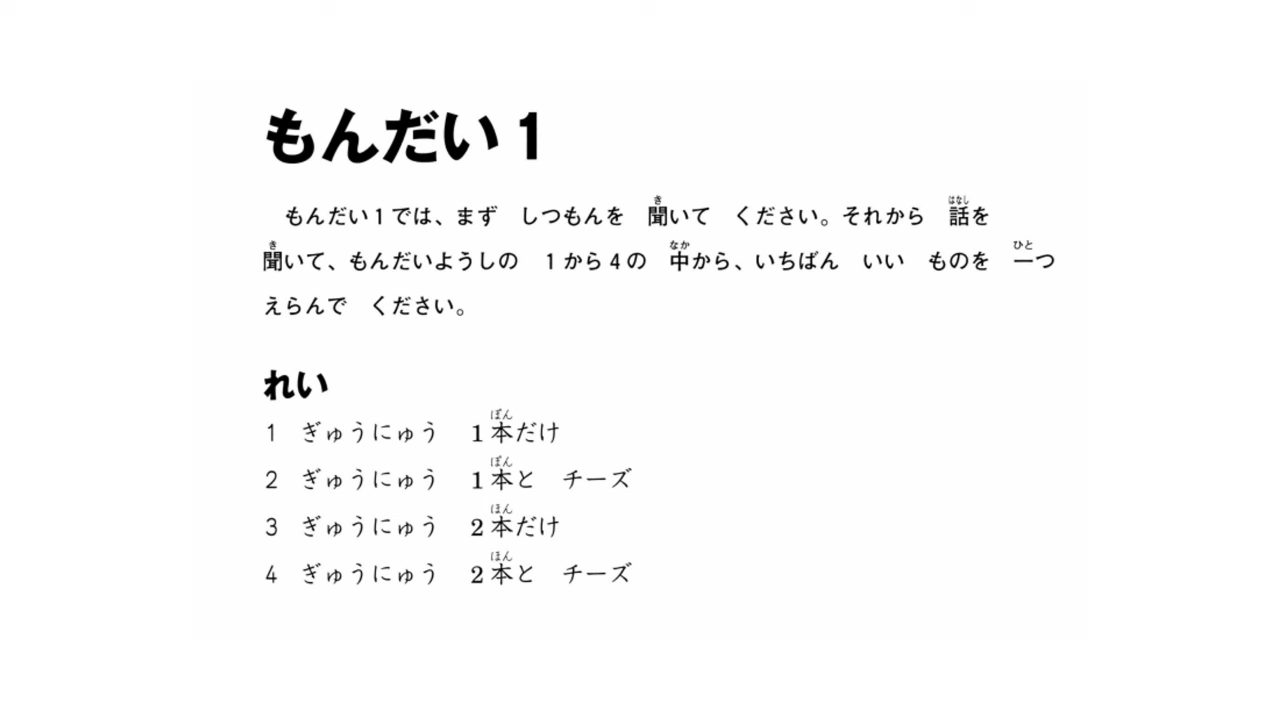 もんだい1
もんだい1では、まず　しつもんを　聞いて　ください。それから　話を
聞いて、もんだいようしの　1から4の　中から、いちばん　いい　ものを　一つ
えらんで　ください。
れい
1　ぎゅうにゅう　1本だけ
2　ぎゅうにゅう　1本と　チーズ
3　ぎゅうにゅう　2本だけ
4　ぎゅうにゅう　2本と　チーズ